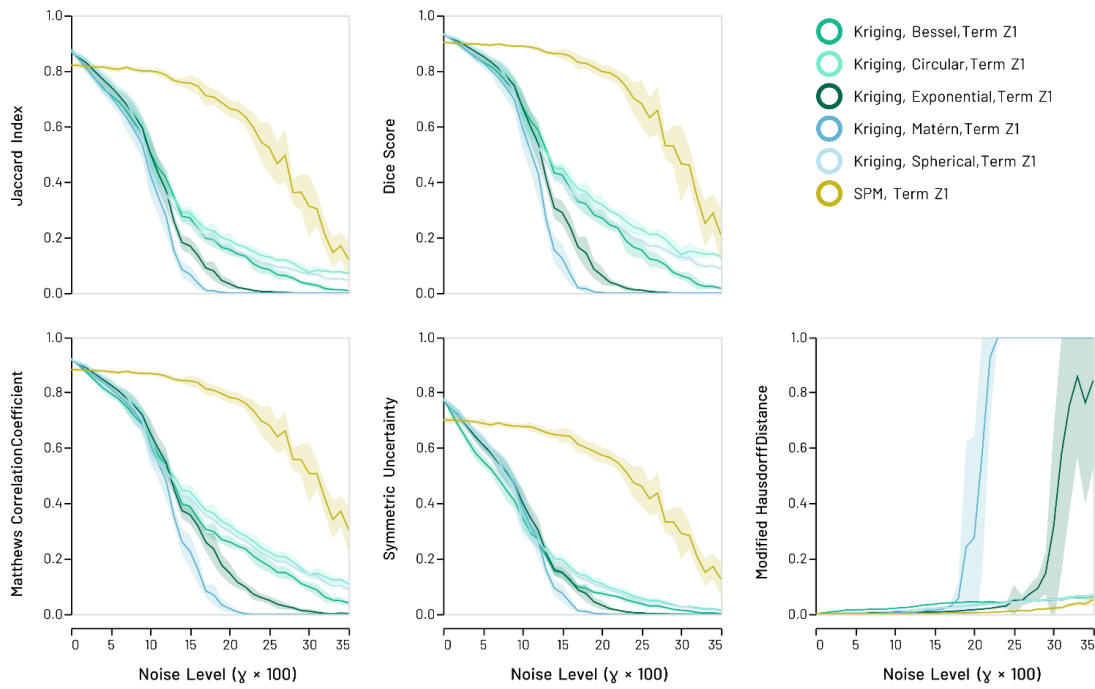 1.0
0.8
0.6
0.4
0.2
0.0
Jaccard Index
1.0
0.8
0.6
0.4
0.2
0.0
Dice Score
Kriging, Bessel,Term Z1
Kriging, Circular,Term Z1
Kriging, Exponential,Term Z1
Kriging, Matérn,Term Z1
Kriging, Spherical,Term Z1
SPM, Term Z1
1.0
0.8
0.6
0.4
0.2
0.0
Matthews CorrelationCoefficient
0 5 10 15 20 25 30 35
Noise Level (γ × 100)
1.0
0.8
0.6
0.4
0.2
0.0
Symmetric Uncertainty
0 5 10 15 20 25 30 35
Noise Level (γ × 100)
1.0
0.8
0.6
0.4
0.2
0.0
Modified HausdorffDistance
0 5 10 15 20 25 30 35
Noise Level (γ × 100)